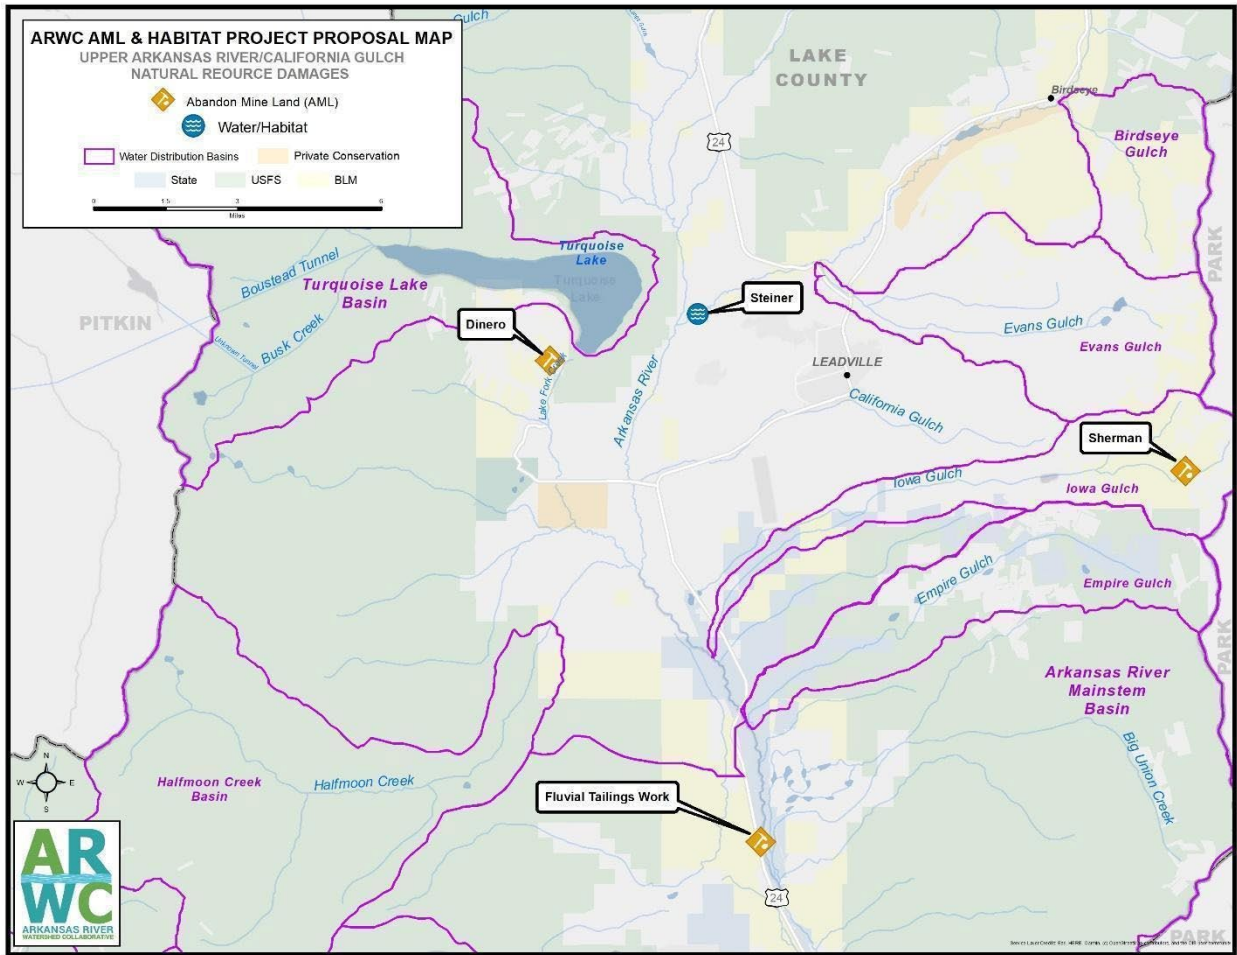 ARWC AML & HABITAT PROJECT PROPOSAL MAP
UPPER ARKANSAS RIVER/CALIFORNIA GULCH
NATURAL REOURCE DAMAGES
Abandon Mine Land (AML)
Water/Habitat
Water Distribution Basins
Private Conservation
State
USFS
BLM
0 1.5 3 6
Miles
Gulch
LAKE
COUNTY
24
Birdseye
Birdseye
Gulch
PARK
Boustead Tunnel
Turquoise Lake
Basin
Turquoise
Lake
Turquoise
Lake
PITKIN
Unknown Tunnel
Busk Creek
Dinero
Steiner
Lake Fork Creek
Arkansas River
LEADVILLE
Evans Gulch
Evans Gulch
California Gulch
Sherman
Iowa Gulch
Iowa Gulch
Empire Gulch
Empire Gulch
PARK
Arkansas River
Mainstem
Basin
Big Union Creek
Halfmoon Creek
Basin
Halfmoon Creek
Fluvial Tailings Work
24
N
W E
S
AR
WC
ARKANSAS RIVER
WATERSHED COLLABORATIVE
PARK